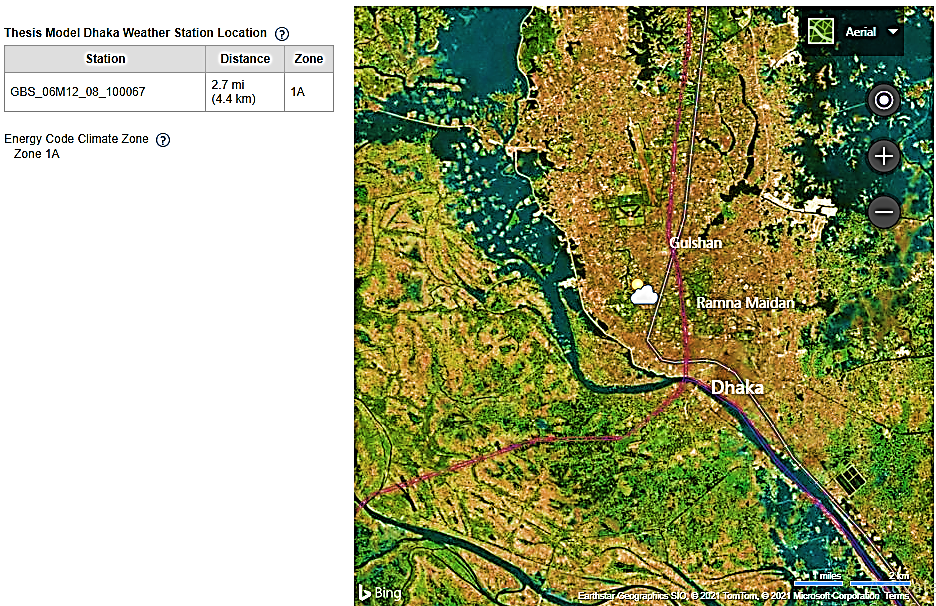 Thesis Model Dhaka Weather Station Location ?
Station Distance Zone
GBS_06M12_08_100067 2.7 mi (4.4 km) 1A
Energy Code Climate Zone ?
Zone 1A
Aerial
Gulshan
Ramna Maidan
Dhaka
1 miles 2 km
Bing
Earthstar Geographics SIO, © 2021 TomTom, © 2021 Microsoft Corporation Terms